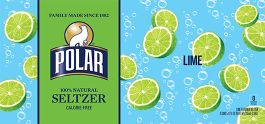 FAMILY MADE SINCE 1882
POLAR
100% NATURAL
SELTZER
CALORIE FREE
LIME